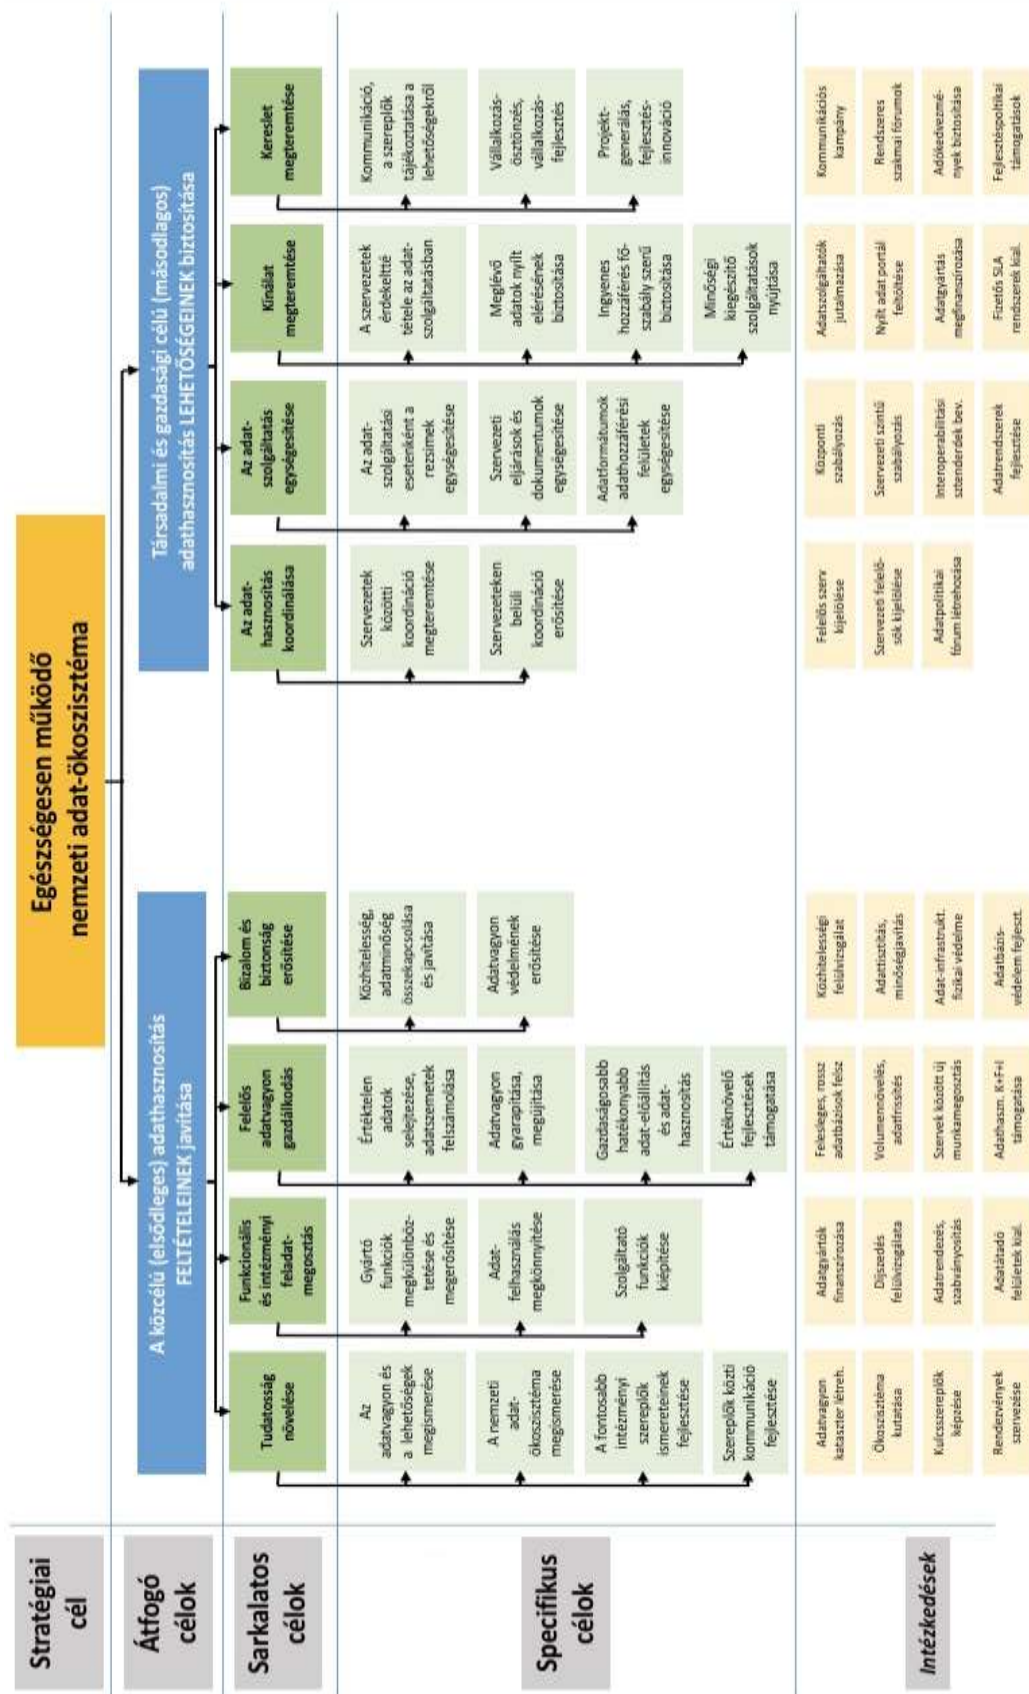 Stratégiai
cél
Egészségesen működő
nemzeti adat-ökoszisztéma
Átfogó
célok
A közcélú (elsődleges) adathasznosítás
FELTÉTELEINEK javítása
Társadalmi és gazdasági célú (másodlagos)
adathasznosítás LEHETŐSÉGEINEK biztosítása
Sarkalatos
célok
Tudatosság
növelése
Funkcionális
és intézményi
feladat-
megosztás
Felelős
adatvagyon
gazdálkodás
Bizalom és
biztonság
erősítése
Az adat-
hasznosítás
koordinálása
Az adat-
szolgáltatás
egységesítése
Kínálat
megteremtése
Kereslet
megteremtése
Specifikus
célok
Az
adatvagyon és
a lehetőségek
megismerése
A nemzeti
adat-
ökoszisztéma
megismerése
A fontosabb
intézményi
szereplők
ismereteinek
fejlesztése
Szereplők közti
kommunikáció
fejlesztése
Gyártó
funkciók
megkülönböz-
tetése és
megerősítése
Adat-
felhasználás
megkönnyítése
Szolgáltató
funkciók
kiépítése
Értéktelen
adatok
selejtezése,
adatszemetek
felszámolása
Adatvagyon
gyarapítása,
megújítása
Gazdaságosabb
hatékonyabb
adat-előállítás
és adat-
hasznosítás
Értéknövelő
fejlesztések
támogatása
Közhitelesség,
adatminőség
összekapcsolása
és javítása
Adatvagyon
védelmének
erősítése
Szervezetek
közötti
koordináció
megteremtése
Szervezeteken
belüli
koordináció
erősítése
Az adat-
szolgáltatási
esetenként a
rezsimek
egységesítése
Szervezeti
eljárások és
dokumentumok
egységesítése
Adatformátumok
adathozzáférési
felületek
egységesítése
A szervezetek
érdekeltté
tétele az adat-
szolgáltatásban
Meglévő
adatok nyílt
elérésének
biztosítása
Ingyenes
hozzáférés fő-
szabály szerű
biztosítása
Minőségi
kiegészítő
szolgáltatások
nyújtása
Kommunikáció,
a szereplők
tájékoztatása a
lehetőségekről
Vállalkozás-
ösztönzés,
vállalkozás-
fejlesztés
Projekt-
generálás,
fejlesztés-
innováció
Intézkedések
Adatvagyon
kataszter létreh.
Ökoszisztéma
kutatása
Kulcsszereplők
képzése
Rendezvények
szervezése
Adatgyártók
finanszírozása
Díjszedés
felülvizsgálata
Adatrendezés,
szabványosítás
Adatátadó
felületek kial.
Felesleges, rossz
adatbázisok felsz
Volumennövelés,
adatfrissítés
Szervek között új
munkamegosztás
Adathaszn. K+F+I
támogatása
Közhitelességi
felülvizsgálat
Adattisztítás,
minőségjavítás
Adat-infrastrukt.
fizikai védelme
Adatbázis-
védelem fejleszt.
Felelős szerv
kijelölése
Szervezeti felelő-
sök kijelölése
Adatpolitikai
fórum létrehozása
Központi
szabályozás
Szervezeti szintű
szabályozás
Interoperabilitási
sztenderdek bev.
Adatrendszerek
fejlesztése
Adatszolgáltatók
jutalmazása
Nyílt adat portál
feltöltése
Adatgyártás
megfinanszírozása
Fizetős SLA
rendszerek kial.
Kommunikációs
kampány
Rendszeres
szakmai fórumok
Adókedvezmé-
nyek biztosítása
Fejlesztéspoltikai
támogatások